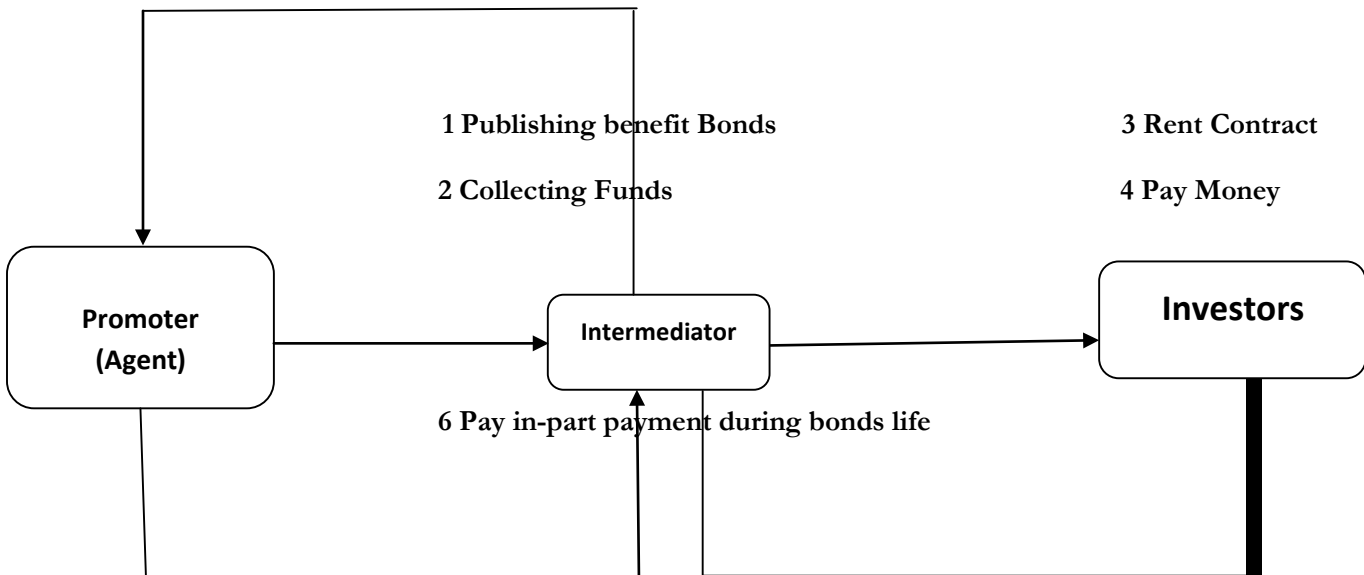 1 Publishing benefit Bonds
3 Rent Contract
2 Collecting Funds
4 Pay Money
Promoter
(Agent)
Intermediator
Investors
6 Pay in-part payment during bonds life